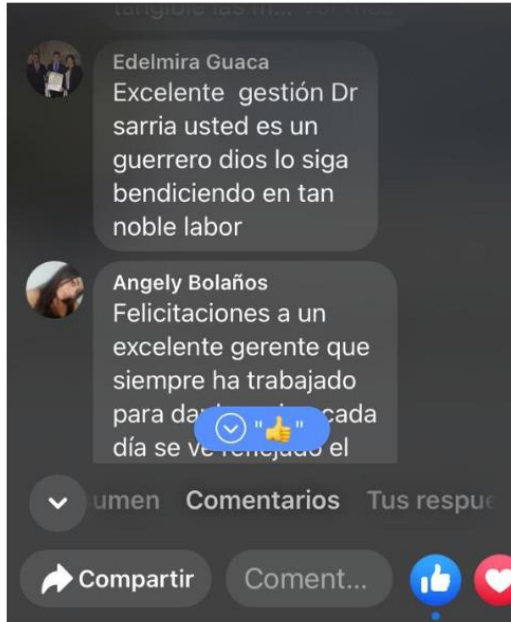 Edelmira Guaca
Excelente gestión Dr
sarria usted es un
guerrero dios lo siga
bendiciendo en tan
noble labor
Angely Bolaños
Felicitaciones a un
excelente gerente que
siempre ha trabajado
para cada
día se ve el
"👍"
umen Comentarios Tus respue
Compartir Coment...